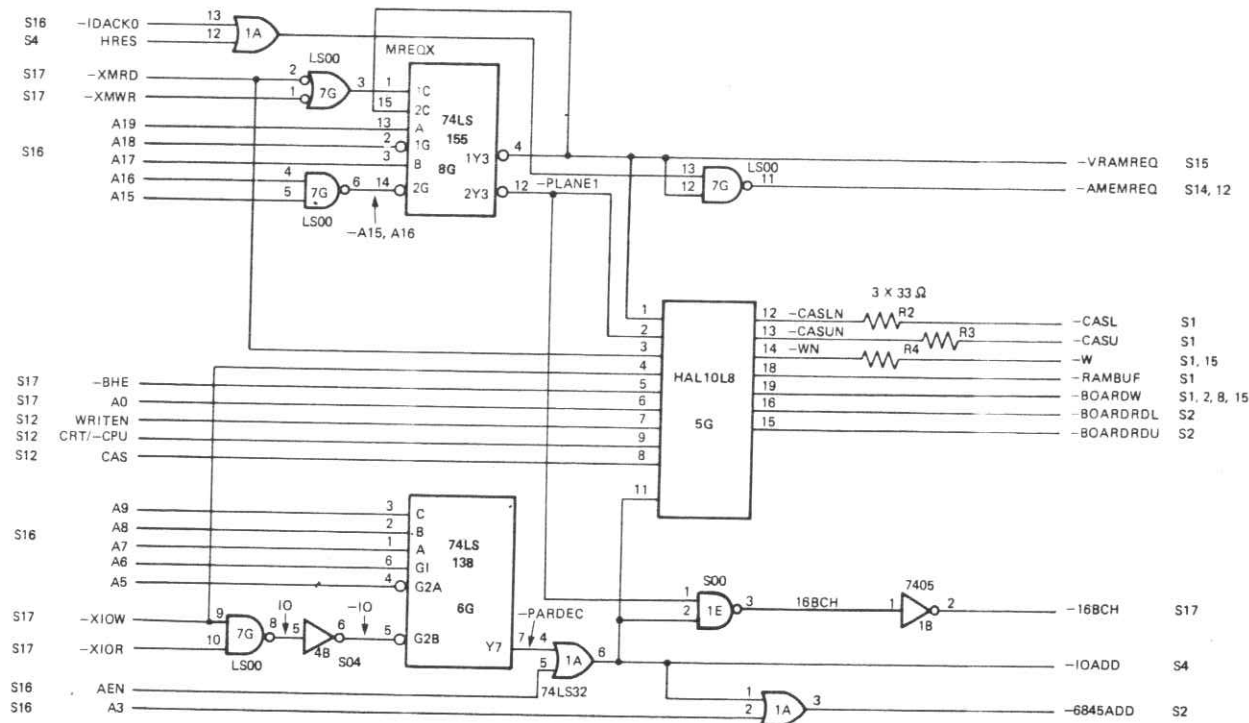 S16 -IDACK0 13
S4 HRES 12 1A
MREQX
LS00
S17 -XMRD 2
7G 3
S17 -XMWR 1
1 1C
15 2C
A19 13 A
A18 2 1G
S16
A17 3 B
A16 4
A15 5
7G 6 14 2G
LS00
-A15, A16
74LS
155
8G
1Y3 4
2Y3 12 -PLANE1
13
12 7G LS00 11
-VRAMREQ S15
-AMEMREQ S14, 12
3 X 33 Ω
1
2
3
4
5
6
7
9
8
11
HAL10L8
5G
12 -CASLN R2 -CASL S1
13 -CASUN R3 -CASU S1
14 -WN R4 -W S1, 15
18 -RAMBUF S1
19 -BOARDW S1, 2, 8, 15
16 -BOARDRDL S2
15 -BOARDRDU S2
S17 -BHE
S17 A0
S12 WRITEN
S12 CRT/-CPU
S12 CAS
A9 3 C
A8 2 B
S16
A7 1 A
A6 6 GI
A5 4 G2A
74LS
138
6G
S17 -XIOW 9
S17 -XIOR 10
7G 8 IO 5 6 -IO 5 G2B
LS00
4B S04
Y7 7 -PARDEC 4
5 1A 6
74LS32
S16 AEN
S16 A3
S00
1
2 1E 3 16BCH
7405
1 2
1B
-16BCH S17
-IOADD S4
1
2 1A 3
-6845ADD S2